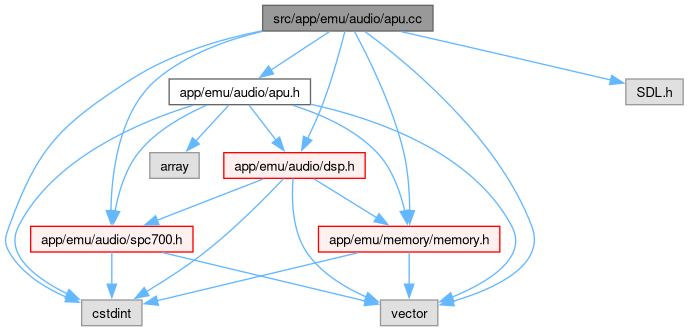 src/app/emu/audio/apu.cc
app/emu/audio/apu.h
SDL.h
array
app/emu/audio/dsp.h
app/emu/audio/spc700.h
app/emu/memory/memory.h
cstdint
vector